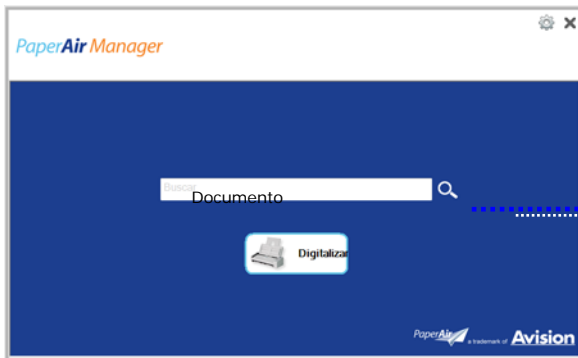 PaperAir Manager
Buscar
Documento
Digitalizar
PaperAir a trademark of Avision